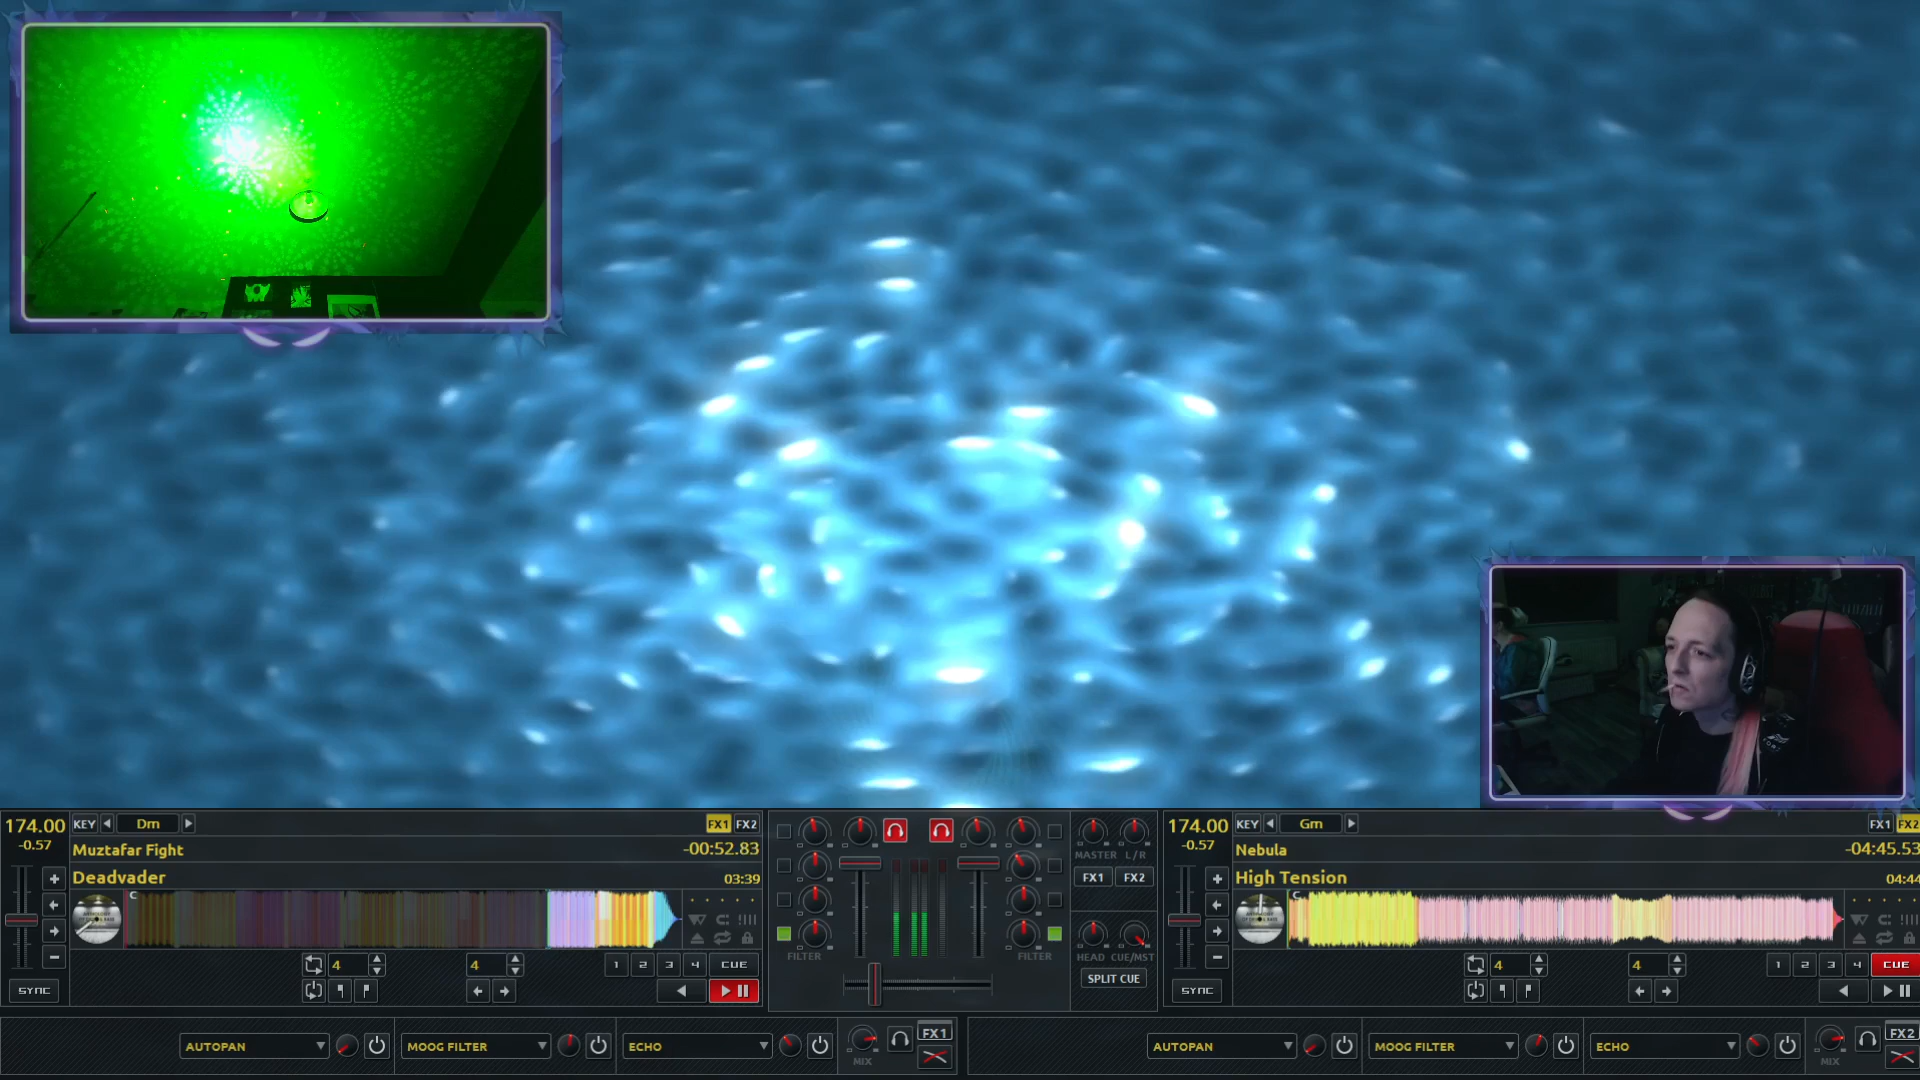 174.00 KEY Dm FX1 FX2
-0.57 Muztafar Fight -00:52.83
Deadvader 03:39
C
4 4 1 2 3 4 CUE
SYNC
FILTER FILTER
MASTER L/R
FX1 FX2
HEAD CUE/MST
SPLIT CUE
174.00 KEY Gm FX1 FX2
-0.57 Nebula -04:45.53
High Tension 04:44
C
4 4 1 2 3 4 CUE
SYNC
AUTOPAN MOOG FILTER ECHO MIX FX1
AUTOPAN MOOG FILTER ECHO MIX FX2